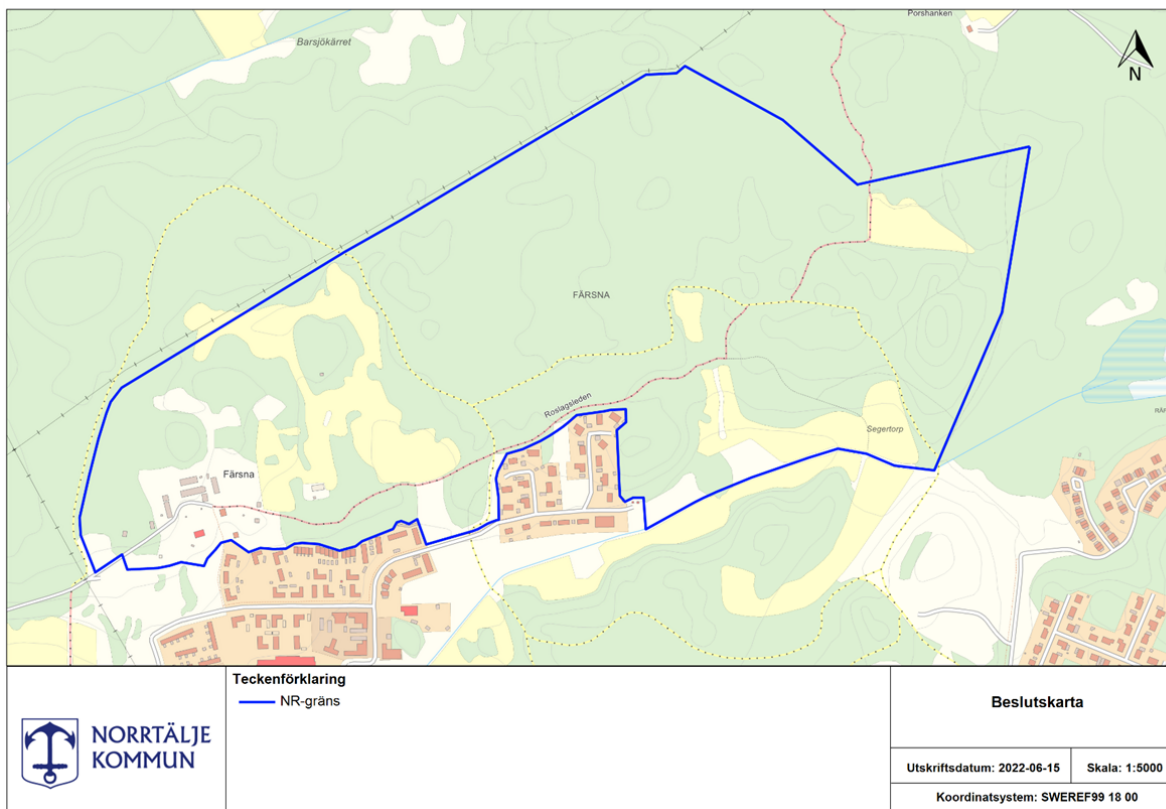 Porshanken
Barsjökärret
N
FÄRSNA
Roslagsleden
Segertorp
Färsna
NORRTÄLJE
KOMMUN
Teckenförklaring
NR-gräns
Beslutskarta
Utskriftsdatum: 2022-06-15
Skala: 1:5000
Koordinatsystem: SWEREF99 18 00